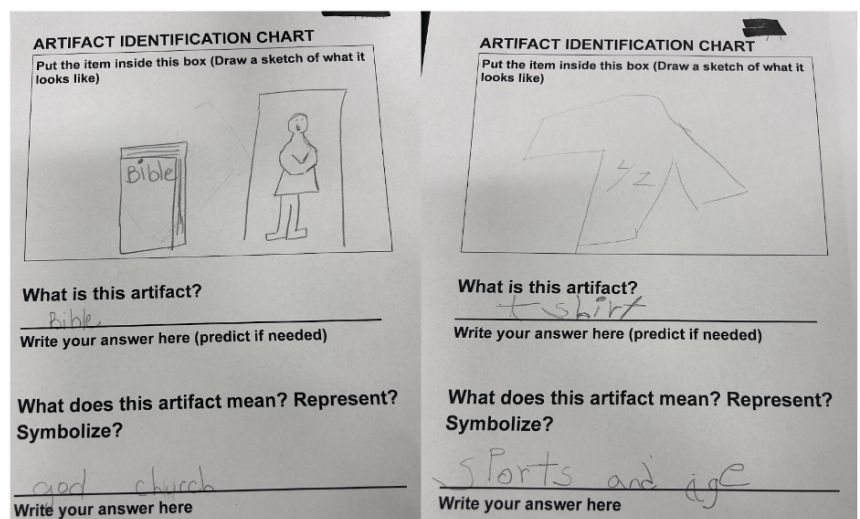 ARTIFACT IDENTIFICATION CHART
Put the item inside this box (Draw a sketch of what it
looks like)
Bible
What is this artifact?
Bible
Write your answer here (predict if needed)
What does this artifact mean? Represent?
Symbolize?
god church
Write your answer here
ARTIFACT IDENTIFICATION CHART
Put the item inside this box (Draw a sketch of what it
looks like)
42
What is this artifact?
t shirt
Write your answer here (predict if needed)
What does this artifact mean? Represent?
Symbolize?
sports and age
Write your answer here